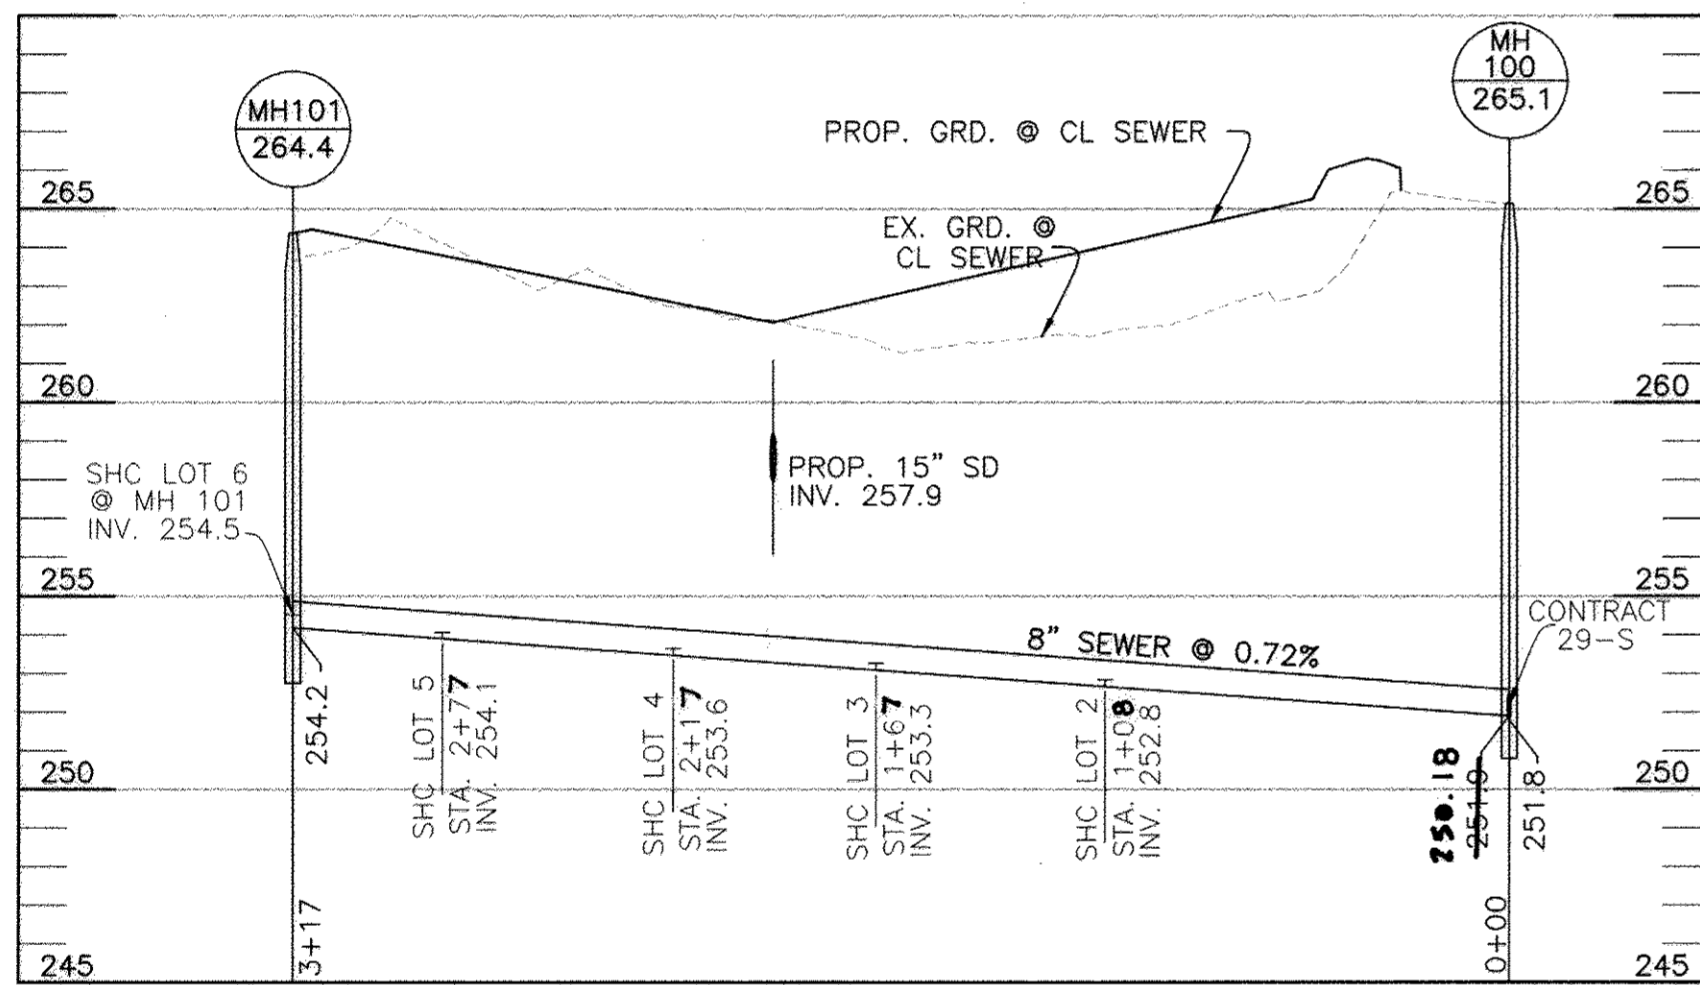 MH101
264.4
MH
100
265.1
PROP. GRD. @ CL SEWER
265
265
EX. GRD. @
CL SEWER
260
260
SHC LOT 6
@ MH 101
INV. 254.5
PROP. 15" SD
INV. 257.9
255
255
8" SEWER @ 0.72%
CONTRACT
29-S
254.2
SHC LOT 5
STA. 2+77
INV. 254.1
SHC LOT 4
STA. 2+17
INV. 253.6
SHC LOT 3
STA. 1+67
INV. 253.3
SHC LOT 2
STA. 1+08
INV. 252.8
250.18
251.9
251.8
250
250
3+17
0+00
245
245